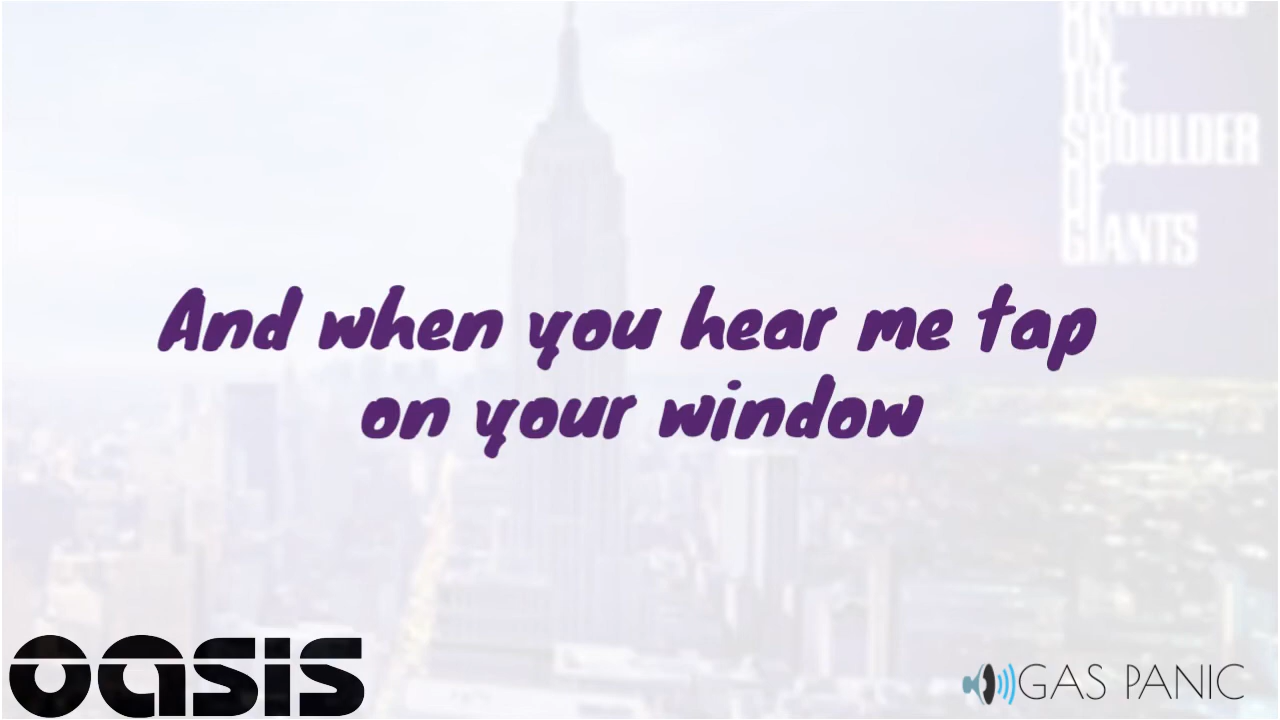 ON
THE
SHOULDER
OF
GIANTS
And when you hear me tap
on your window
oasis
GAS PANIC